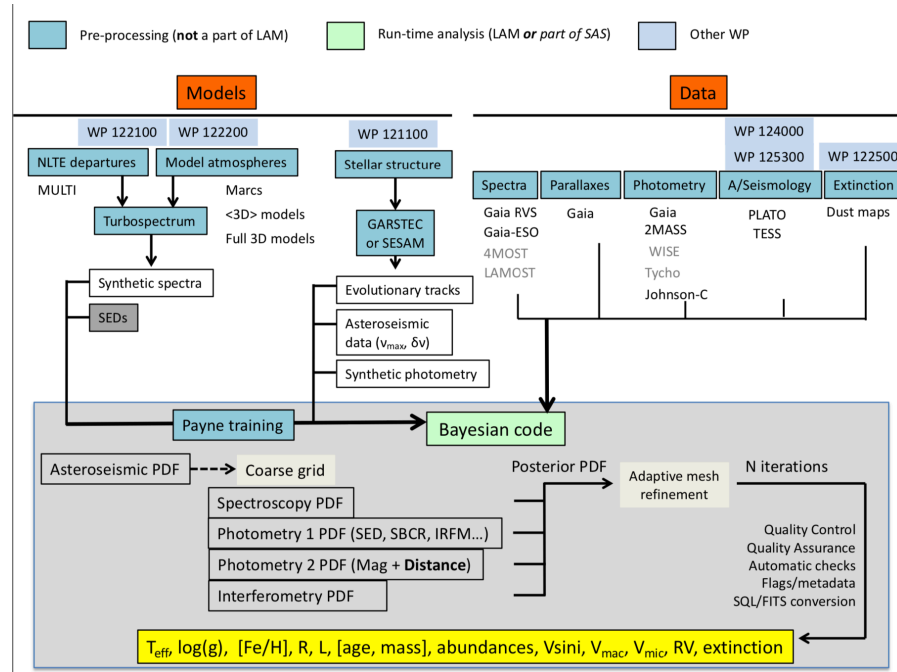 Pre-processing (not a part of LAM)
Run-time analysis (LAM or part of SAS)
Other WP
Models
Data
WP 122100
WP 122200
WP 121100
WP 124000
WP 125300
WP 122500
NLTE departures
Model atmospheres
Stellar structure
Spectra
Parallaxes
Photometry
A/Seismology
Extinction
MULTI
Marcs
<3D> models
Full 3D models
Turbospectrum
GARSTEC
or SESAM
Gaia RVS
Gaia-ESO
4MOST
LAMOST
Gaia
Gaia
2MASS
WISE
Tycho
Johnson-C
PLATO
TESS
Dust maps
Synthetic spectra
SEDs
Evolutionary tracks
Asteroseismic
data (νmax, δν)
Synthetic photometry
Payne training
Bayesian code
Asteroseismic PDF
Coarse grid
Posterior PDF
Adaptive mesh
refinement
N iterations
Spectroscopy PDF
Photometry 1 PDF (SED, SBCR, IRFM...)
Photometry 2 PDF (Mag + Distance)
Interferometry PDF
Quality Control
Quality Assurance
Automatic checks
Flags/metadata
SQL/FITS conversion
Teff, log(g), [Fe/H], R, L, [age, mass], abundances, Vsini, Vmac, Vmic, RV, extinction